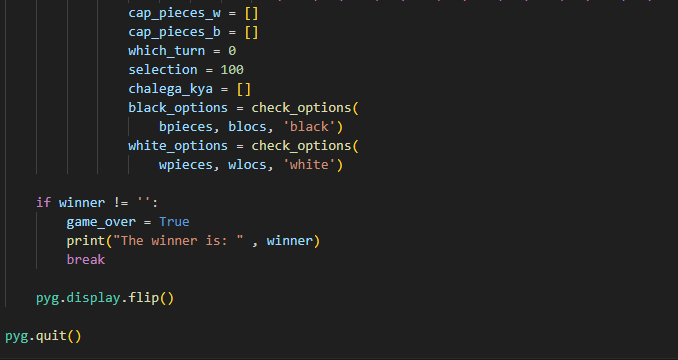 cap_pieces_w = []
cap_pieces_b = []
which_turn = 0
selection = 100
chalega_kya = []
black_options = check_options(
bpieces, blocs, 'black')
white_options = check_options(
wpieces, wlocs, 'white')
if winner != '':
game_over = True
print("The winner is: " , winner)
break
pyg.display.flip()
pyg.quit()